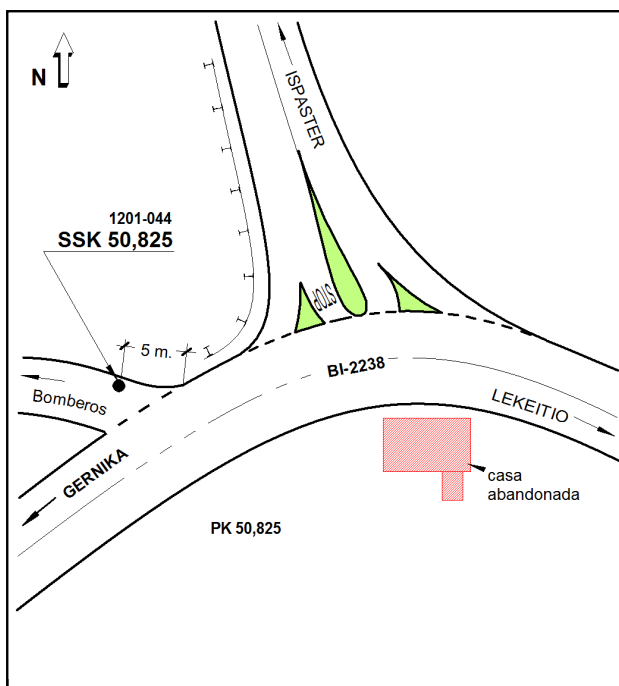 N
ISPASTER
1201-044
SSK 50,825
STOP
5 m.
BI-2238
Bomberos
LEKEITIO
GERNIKA
casa
abandonada
PK 50,825